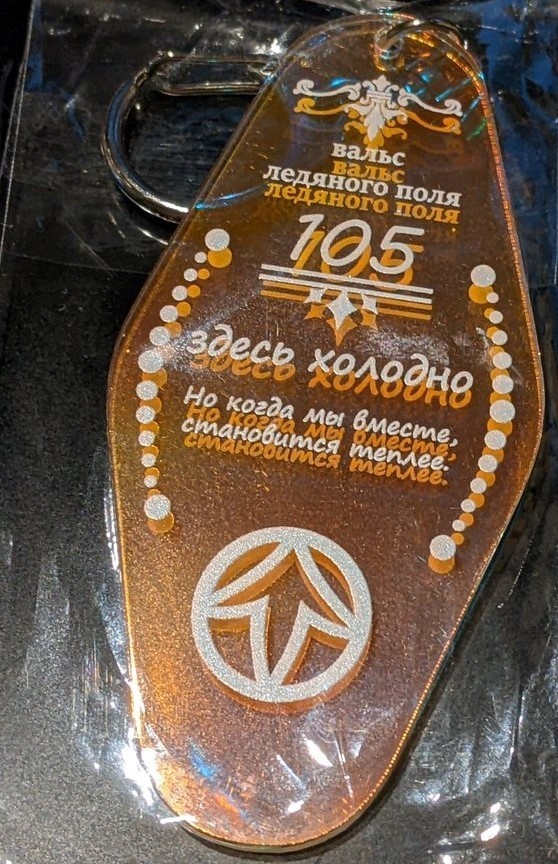 вальс
ледяного поля
105
здесь холодно
Но когда мы вместе,
становится теплее.